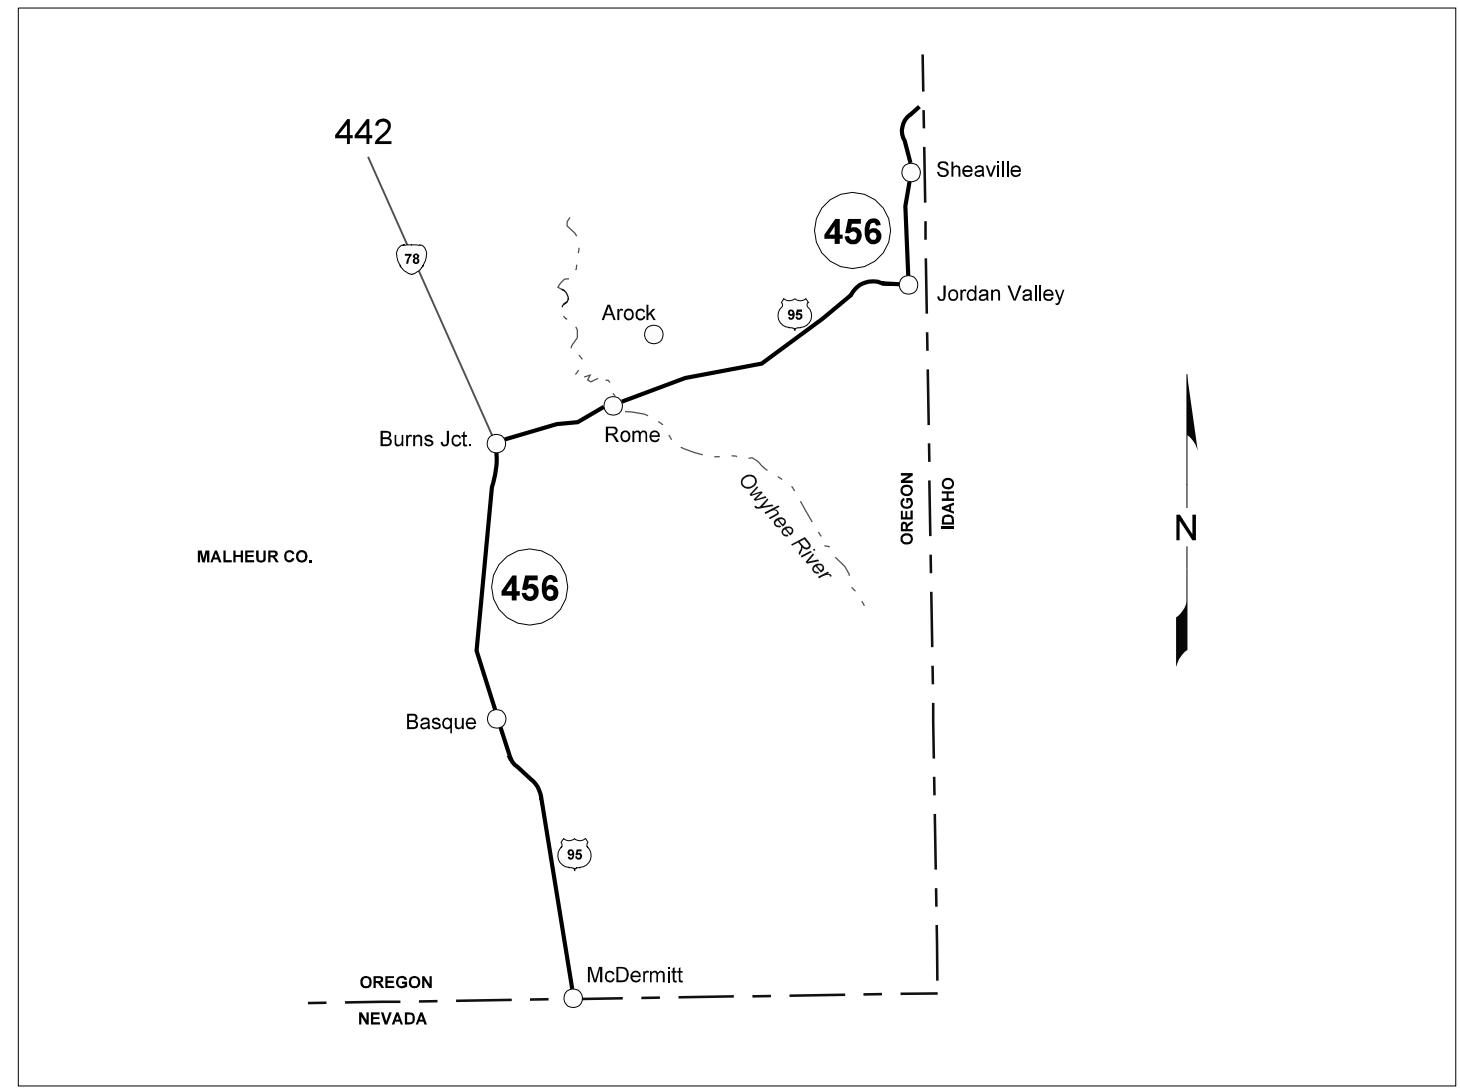 442
Sheaville
456
78
Jordan Valley
Arock
95
Burns Jct.
Rome
Owyhee River
OREGON
IDAHO
MALHEUR CO.
456
N
Basque
95
McDermitt
OREGON
NEVADA